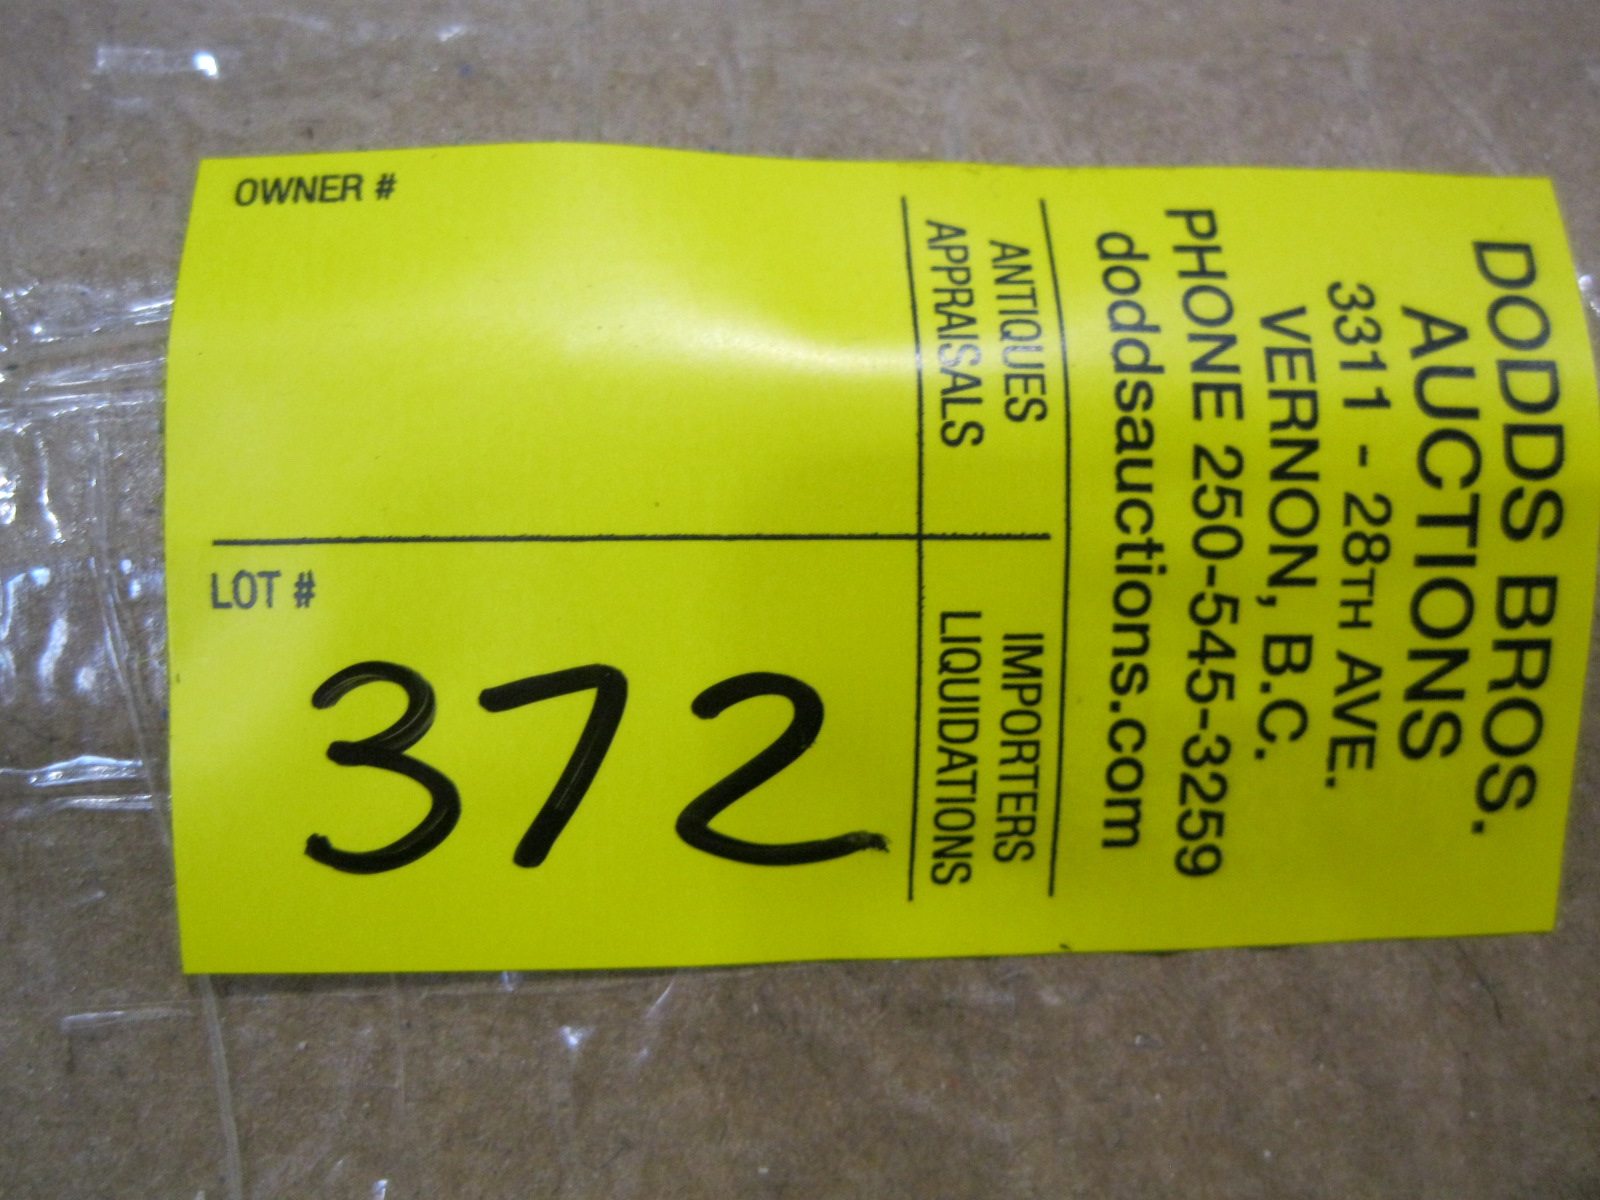 DODDS BROS.
AUCTIONS
3311 - 28TH AVE.
VERNON, B.C.
PHONE 250-545-3259
doddsauctions.com
ANTIQUES
APPRAISALS
IMPORTERS
LIQUIDATIONS
OWNER #
LOT #
372